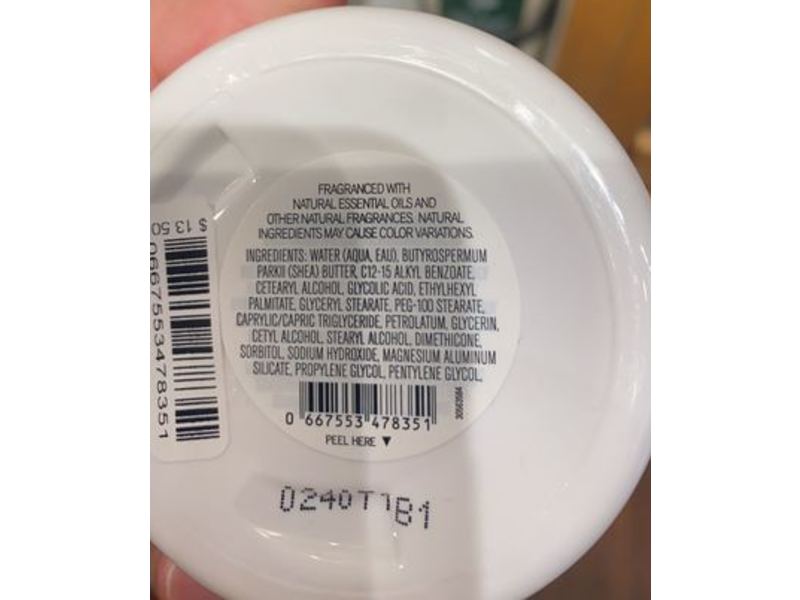 FRAGRANCED WITH
NATURAL ESSENTIAL OILS AND
OTHER NATURAL FRAGRANCES. NATURAL
INGREDIENTS MAY CAUSE COLOR VARIATIONS.
INGREDIENTS: WATER (AQUA, EAU), BUTYROSPERMUM
PARKII (SHEA) BUTTER, C12-15 ALKYL BENZOATE,
CETEARYL ALCOHOL, GLYCOLIC ACID, ETHYLHEXYL
PALMITATE, GLYCERYL STEARATE, PEG-100 STEARATE,
CAPRYLIC/CAPRIC TRIGLYCERIDE, PETROLATUM, GLYCERIN,
CETYL ALCOHOL, STEARYL ALCOHOL, DIMETHICONE,
SORBITOL, SODIUM HYDROXIDE, MAGNESIUM ALUMINUM
SILICATE, PROPYLENE GLYCOL, PENTYLENE GLYCOL,
0 667553 478351
PEEL HERE ▼
$ 13.50
0667553478351
0240T1B1